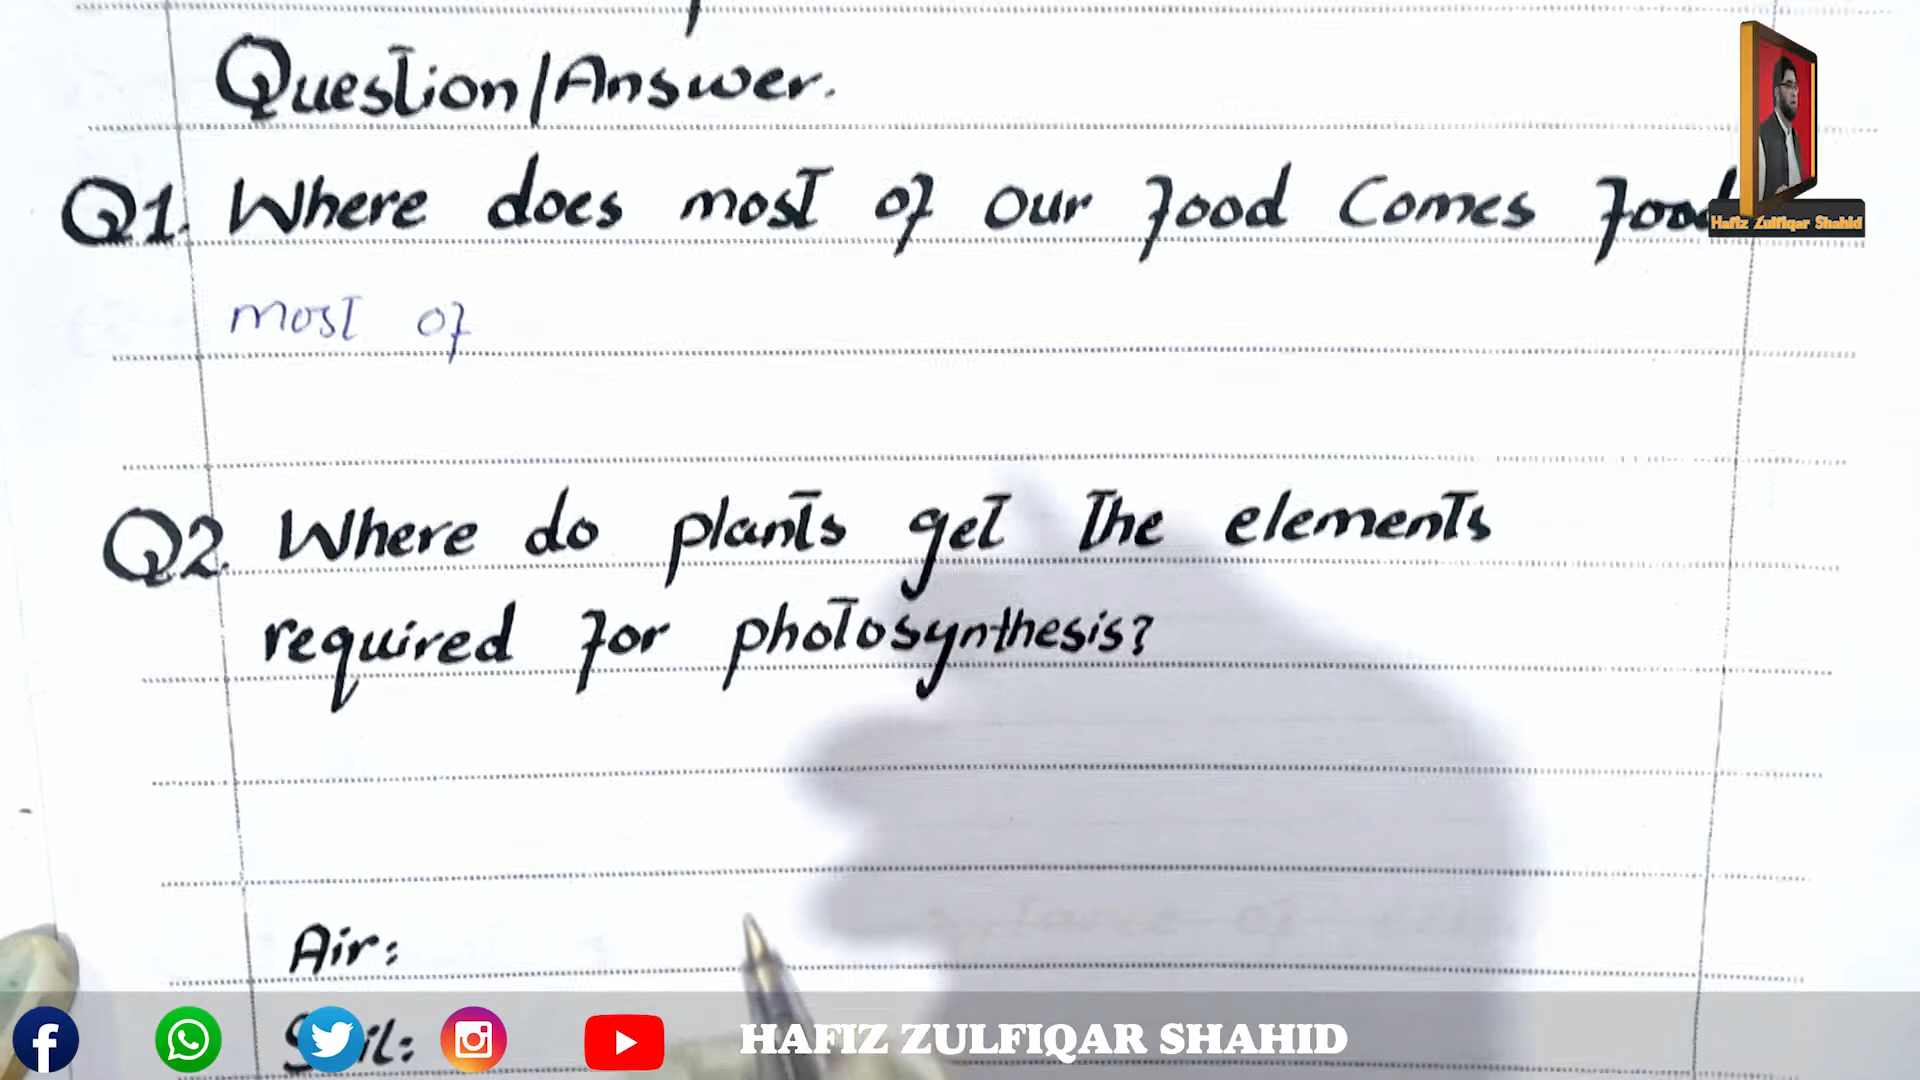 Question/Answer.
Hafiz Zulfiqar Shahid
Q1. Where does most of our food Comes food
most of
Q2. Where do plants get the elements
required for photosynthesis?
Air:
Soil:
HAFIZ ZULFIQAR SHAHID